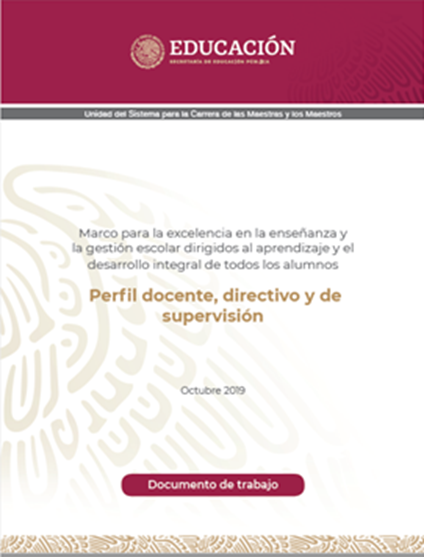 EDUCACIÓN
SECRETARÍA DE EDUCACIÓN PÚBLICA
Unidad del Sistema para la Carrera de las Maestras y los Maestros
Marco para la excelencia en la enseñanza y
la gestión escolar dirigidos al aprendizaje y el
desarrollo integral de todos los alumnos
Perfil docente, directivo y de
supervisión
Octubre 2019
Documento de trabajo